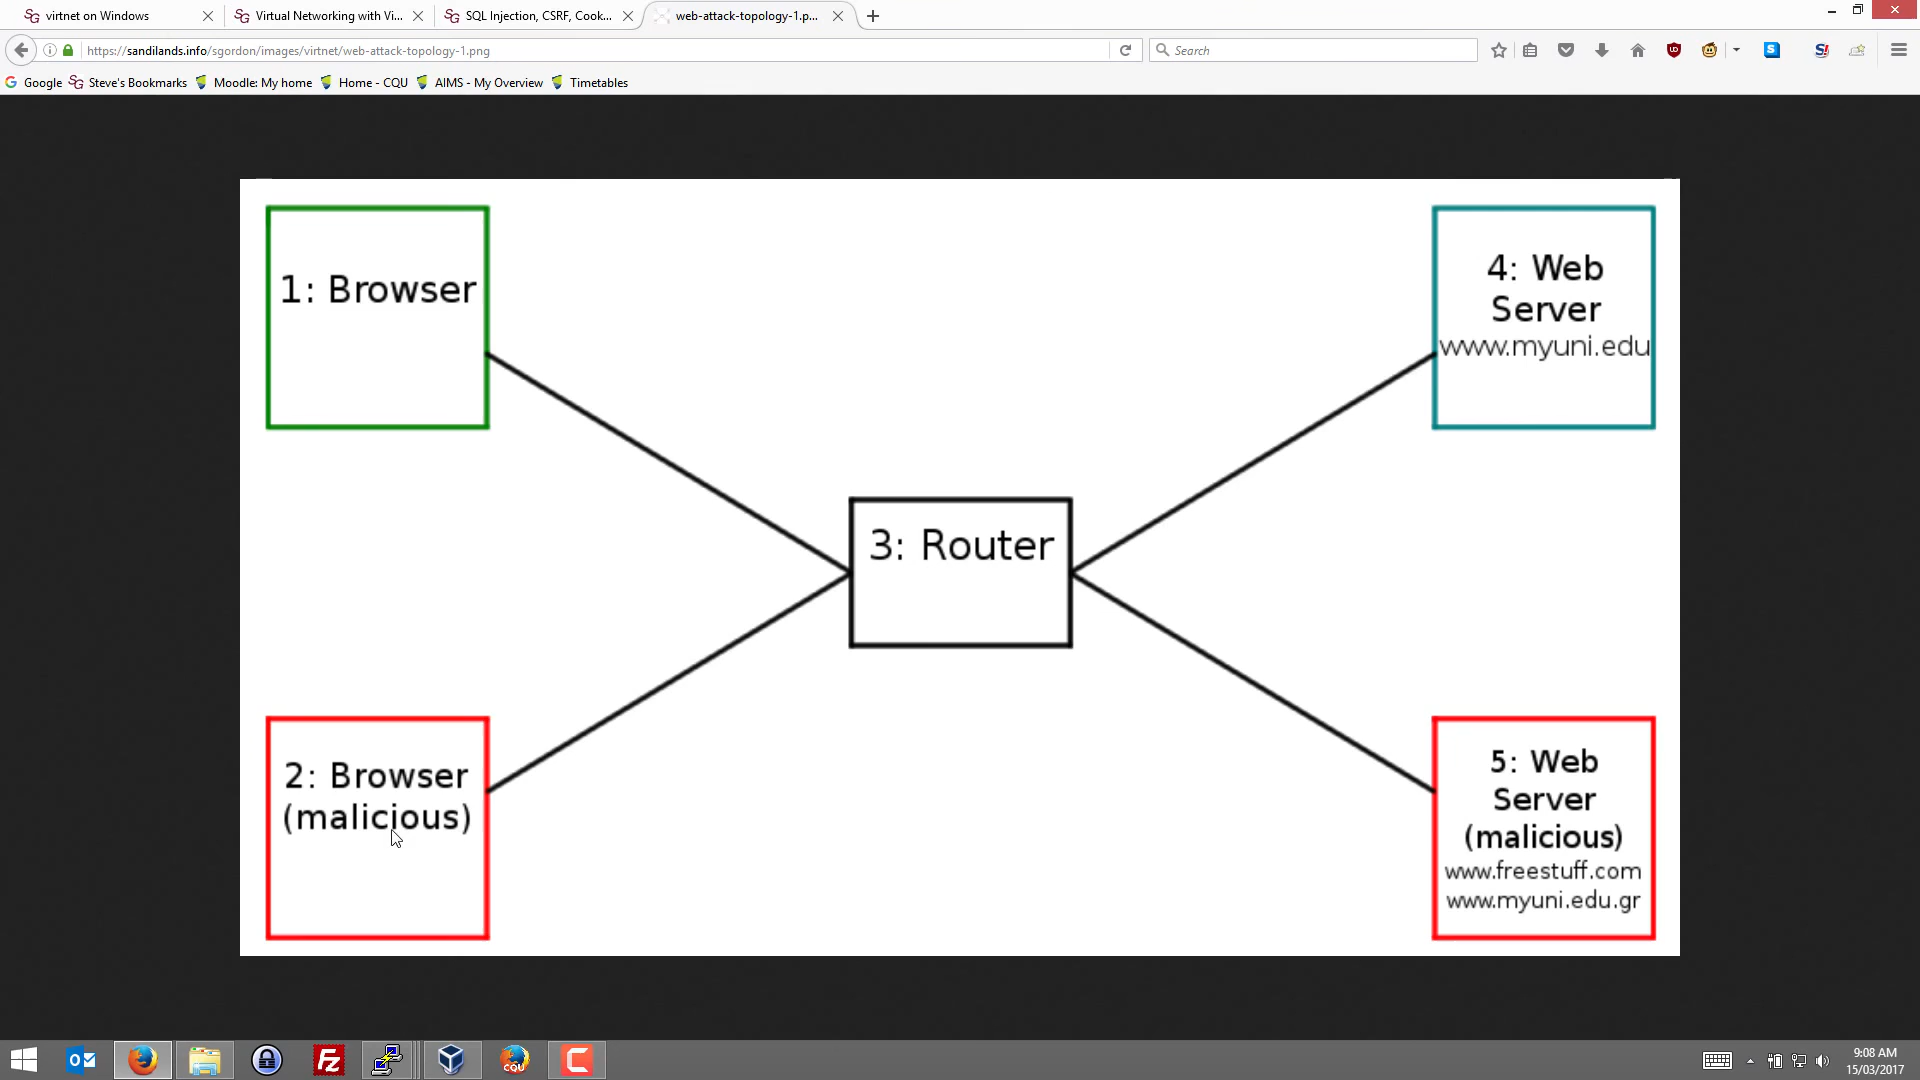 virtnet on Windows
Virtual Networking with Vi...
SQL Injection, CSRF, Cook...
web-attack-topology-1.p...
https://sandilands.info/sgordon/images/virtnet/web-attack-topology-1.png
Search
Google
Steve's Bookmarks
Moodle: My home
Home - CQU
AIMS - My Overview
Timetables
1: Browser
4: Web
Server
www.myuni.edu
3: Router
2: Browser
(malicious)
5: Web
Server
(malicious)
www.freestuff.com
www.myuni.edu.gr
9:08 AM
15/03/2017